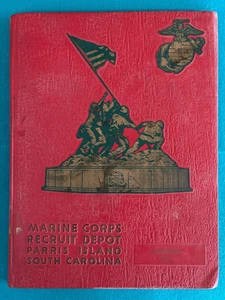 MARINE CORPS
RECRUIT DEPOT
PARRIS ISLAND
SOUTH CAROLINA